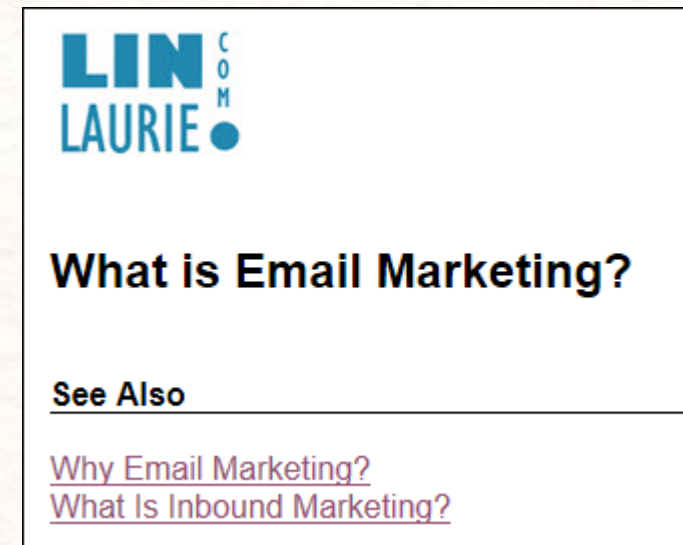 LIN COM
LAURIE
What is Email Marketing?
See Also
Why Email Marketing?
What Is Inbound Marketing?